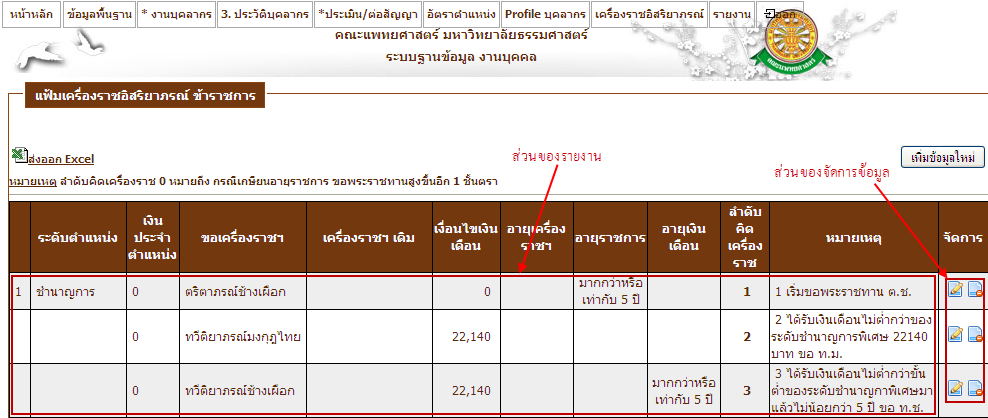 หน้าหลัก ข้อมูลพื้นฐาน * งานบุคลากร 3. ประวัติบุคลากร *ประเมิน/ต่อสัญญา อัตราตำแหน่ง Profile บุคลากร เครื่องราชอิสริยาภรณ์ รายงาน ออก
คณะแพทยศาสตร์ มหาวิทยาลัยธรรมศาสตร์
ระบบฐานข้อมูล งานบุคคล
แฟ้มเครื่องราชอิสริยาภรณ์ ข้าราชการ
ส่งออก Excel
ส่วนของรายงาน
เพิ่มข้อมูลใหม่
ส่วนของจัดการข้อมูล
หมายเหตุ ลำดับคิดเครื่องราช 0 หมายถึง กรณีเกษียนอายุราชการ ขอพระราชทานสูงขึ้นอีก 1 ชั้นตรา
ระดับตำแหน่ง
เงิน
ประจำ
ตำแหน่ง
ขอเครื่องราชฯ
เครื่องราชฯ เดิม
เงื่อนไขเงิน
เดือน
อายุเครื่อง
ราชฯ
อายุราชการ
อายุเงิน
เดือน
ลำดับ
คิด
เครื่อง
ราช
หมายเหตุ
จัดการ
1 ชำนาญการ 0 ตริตาภรณ์ช้างเผือก 0
มากกว่าหรือ
เท่ากับ 5 ปี
1
1 เริ่มขอพระราชทาน ต.ช.
0 ทวีติยาภรณ์มงกุฎไทย 22,140 2
2 ได้รับเงินเดือนไม่ต่ำกว่าของ
ระดับชำนาญการพิเศษ 22140
บาท ขอ ท.ม.
0 ทวีติยาภรณ์ช้างเผือก 22,140
มากกว่าหรือ
เท่ากับ 5 ปี
3
3 ได้รับเงินเดือนไม่ต่ำกว่าขั้น
ต่ำของระดับชำนาญกาพิเศษมา
แล้วไม่น้อยกว่า 5 ปี ขอ ท.ช.